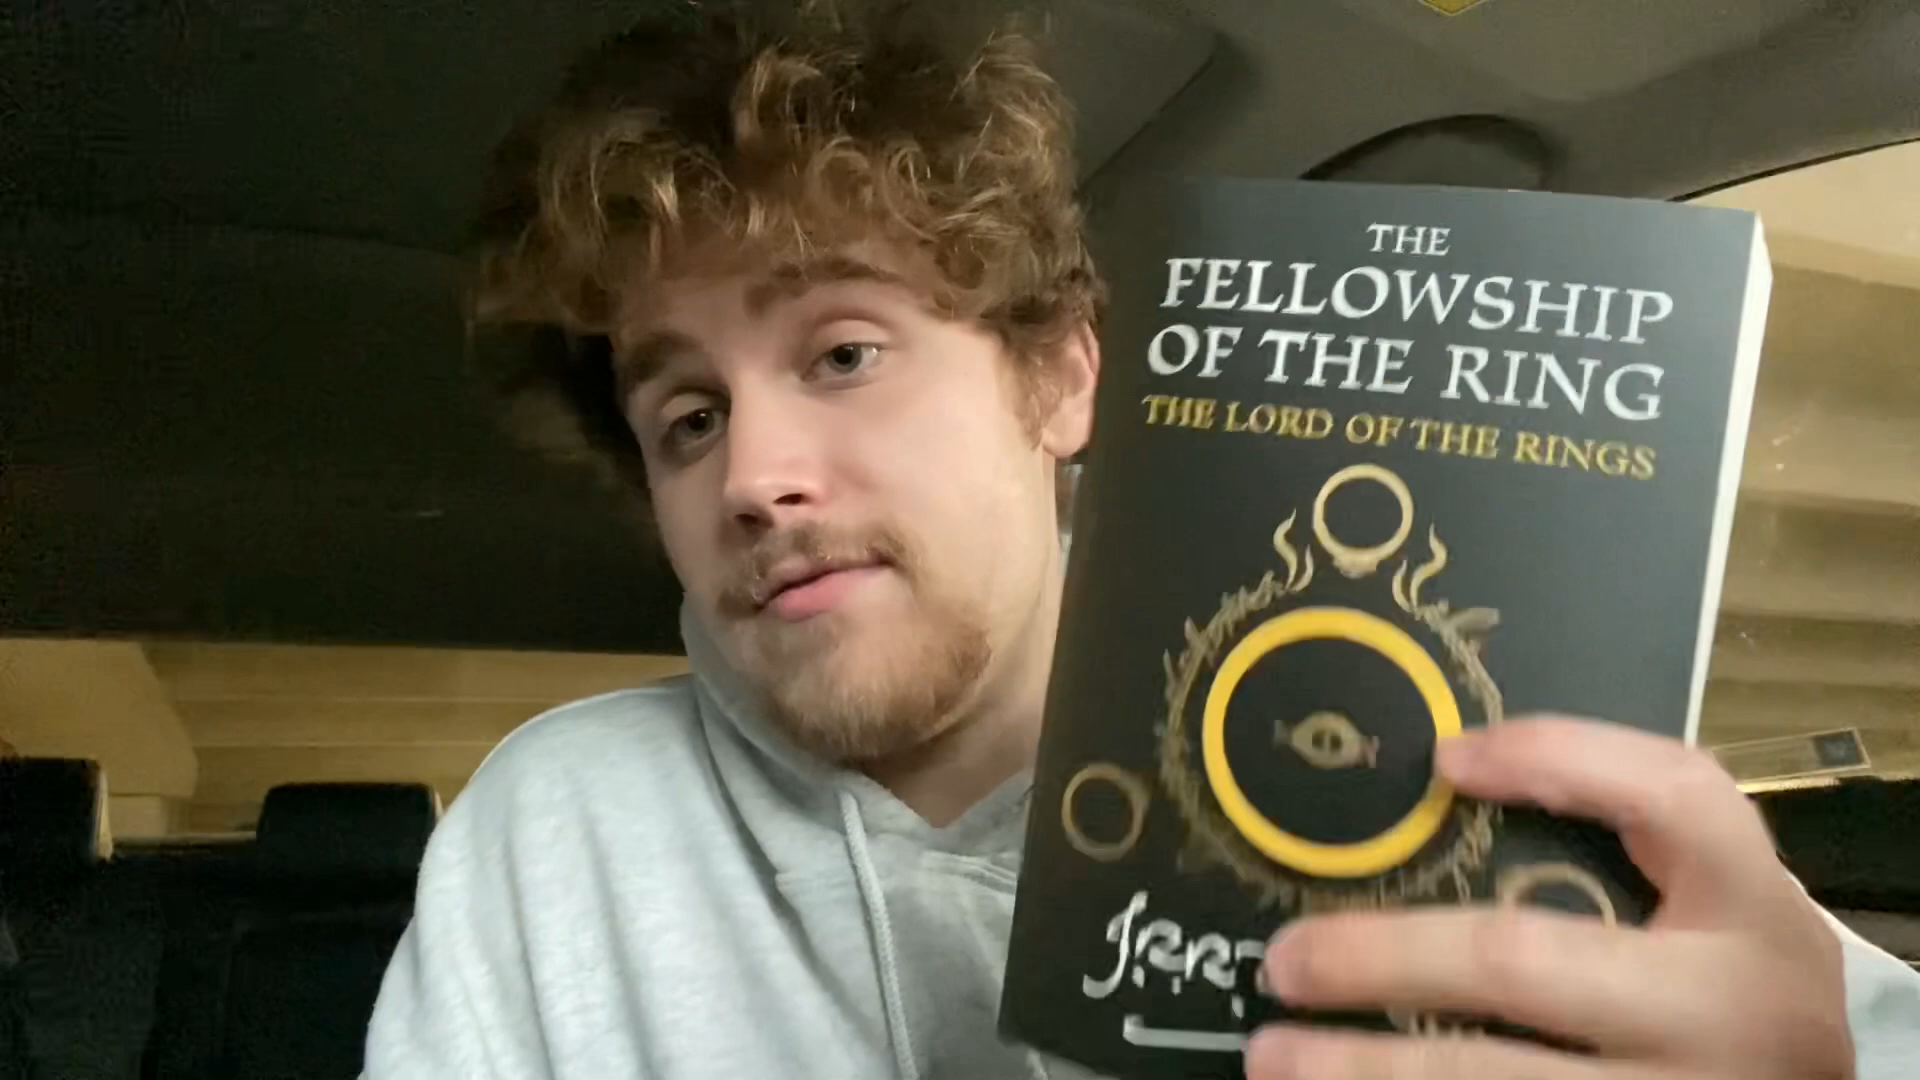 THE
FELLOWSHIP
OF THE RING
THE LORD OF THE RINGS